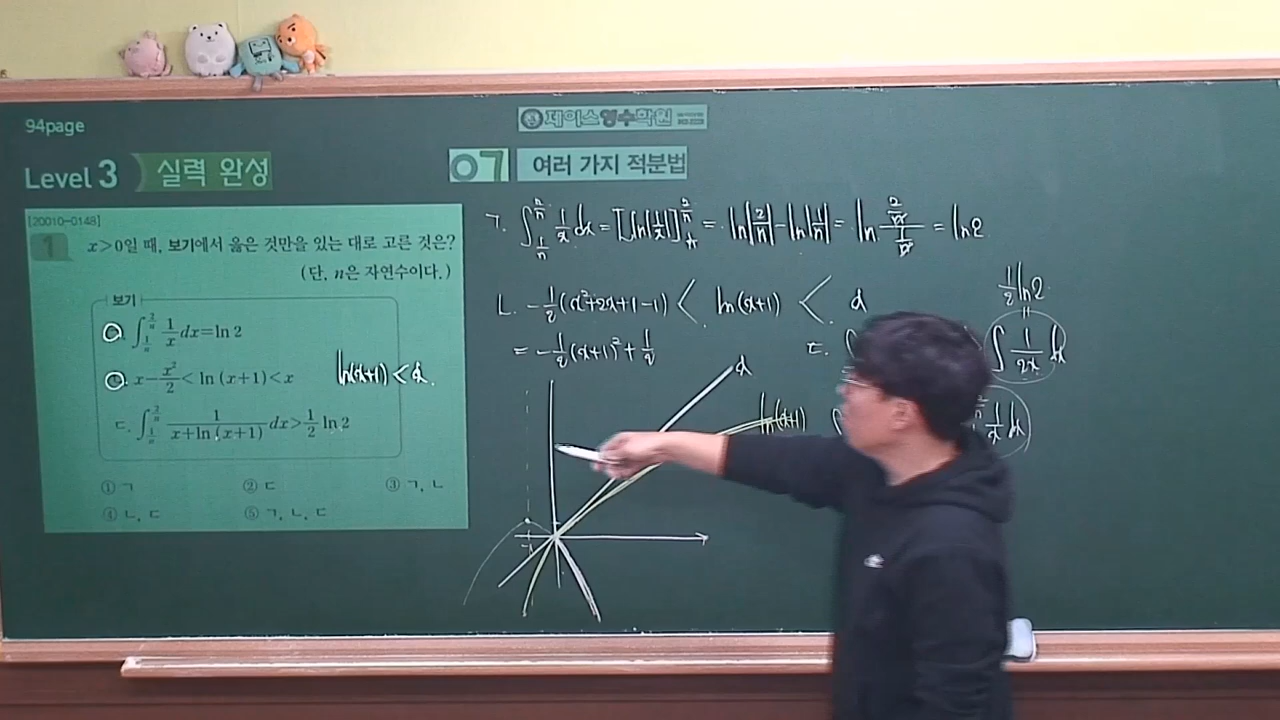 94page
제이스영수학원
Level 3 실력 완성
07 여러 가지 적분법
[20010-0148]
1 x>0일 때, 보기에서 옳은 것만을 있는 대로 고른 것은?
(단, n은 자연수이다.)
보기
ㄱ. ∫_{1/n}^{2/n} 1/x dx=ln 2
ㄴ. x-x²/2<ln (x+1)<x
ln(x+1)<x.
ㄷ. ∫_{1/n}^{2/n} 1/(x+ln (x+1)) dx>1/2 ln 2
① ㄱ ② ㄷ ③ ㄱ, ㄴ
④ ㄴ, ㄷ ⑤ ㄱ, ㄴ, ㄷ
ㄱ. ∫_{1/n}^{2/n} 1/x dx = [ln|1/x|]_{1/n}^{2/n} = ln|2/n| - ln|1/n| = ln (2/n)/(1/n) = ln2
ㄴ. -1/2(x²+2x+1-1) < ln(x+1) < x
= -1/2(x+1)²+1/2
1/2 ln2
ㄷ.
∫ 1/2x dx
1/x dx
x
ln(x+1)
-1